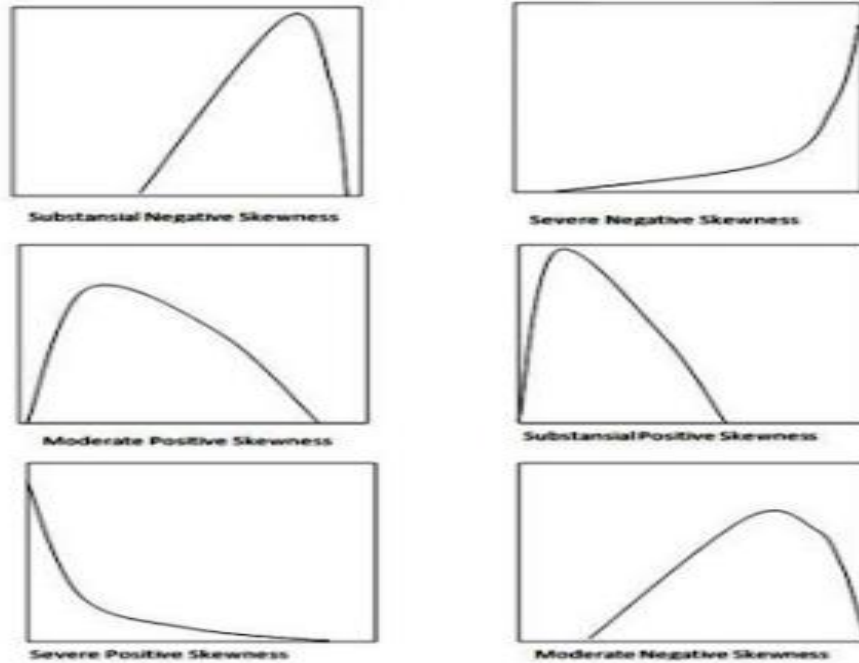 Substansial Negative Skewness
Severe Negative Skewness
Moderate Positive Skewness
Substansial Positive Skewness
Severe Positive Skewness
Moderate Negative Skewness